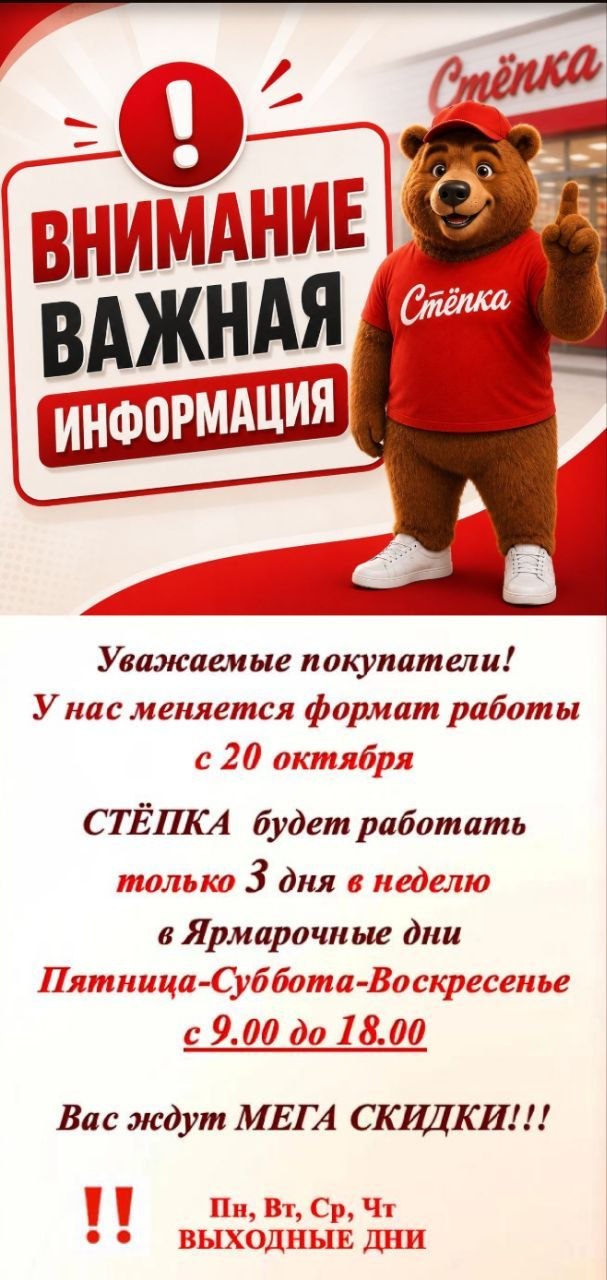 Стёпка
!
ВНИМАНИЕ
ВАЖНАЯ
ИНФОРМАЦИЯ
Стёпка
Уважаемые покупатели!
У нас меняется формат работы
с 20 октября
СТЁПКА будет работать
только 3 дня в неделю
в Ярмарочные дни
Пятница-Суббота-Воскресенье
с 9.00 до 18.00
Вас ждут МЕГА СКИДКИ!!!
!!
Пн, Вт, Ср, Чт
ВЫХОДНЫЕ ДНИ